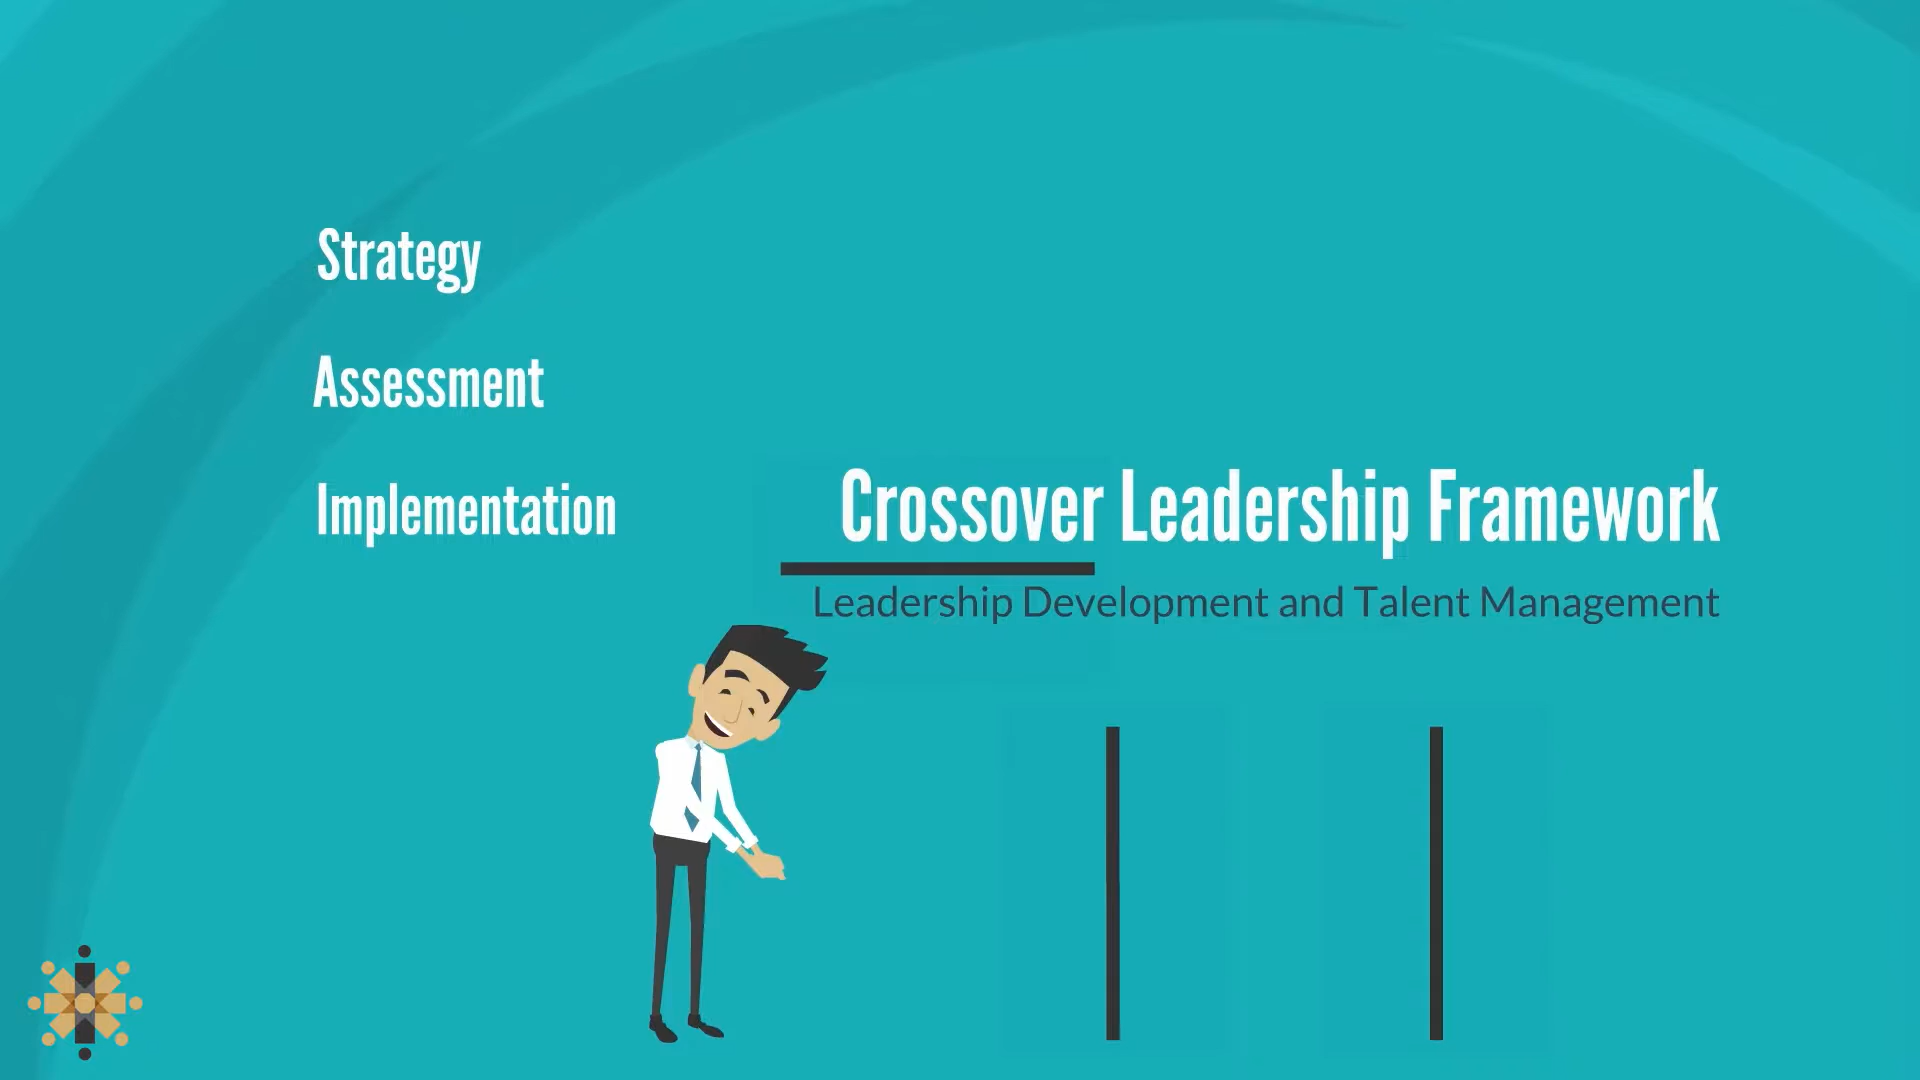 Strategy
Assessment
Implementation
Crossover Leadership Framework
Leadership Development and Talent Management